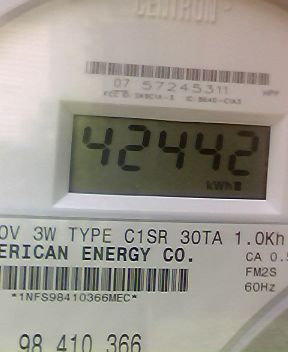 CENTRON
07 57245311
42442
kWh
0V 3W TYPE C1SR 30TA 1.0Kh
ERICAN ENERGY CO.
CA 0.5
FM2S
60Hz
*1NFS98410366MEC*
98 410 366